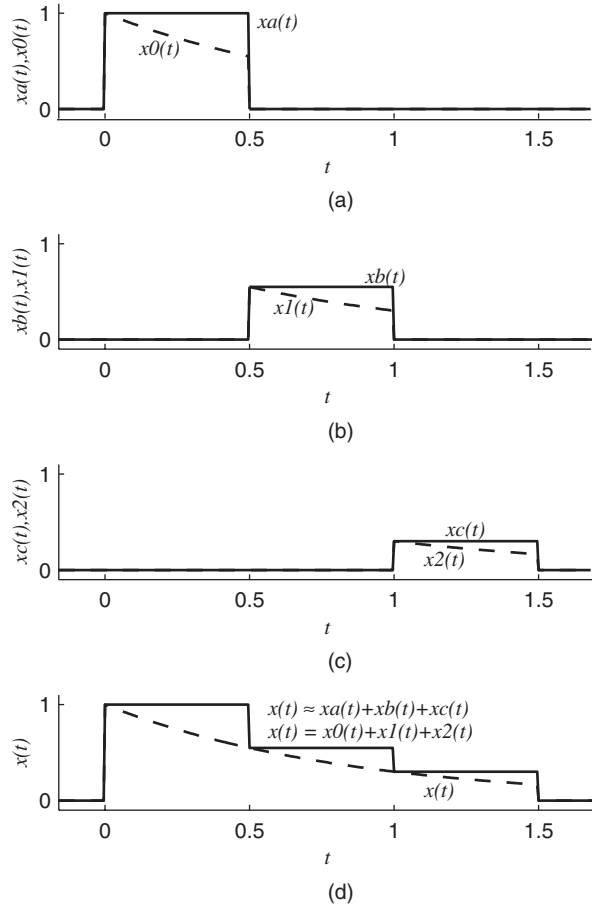 xa(t),x0(t)
1
0
xa(t)
x0(t)
0 0.5 1 1.5
t
(a)
xb(t),x1(t)
1
0
xb(t)
x1(t)
0 0.5 1 1.5
t
(b)
xc(t),x2(t)
1
0
xc(t)
x2(t)
0 0.5 1 1.5
t
(c)
x(t)
1
0
x(t) ≈ xa(t)+xb(t)+xc(t)
x(t) = x0(t)+x1(t)+x2(t)
x(t)
0 0.5 1 1.5
t
(d)